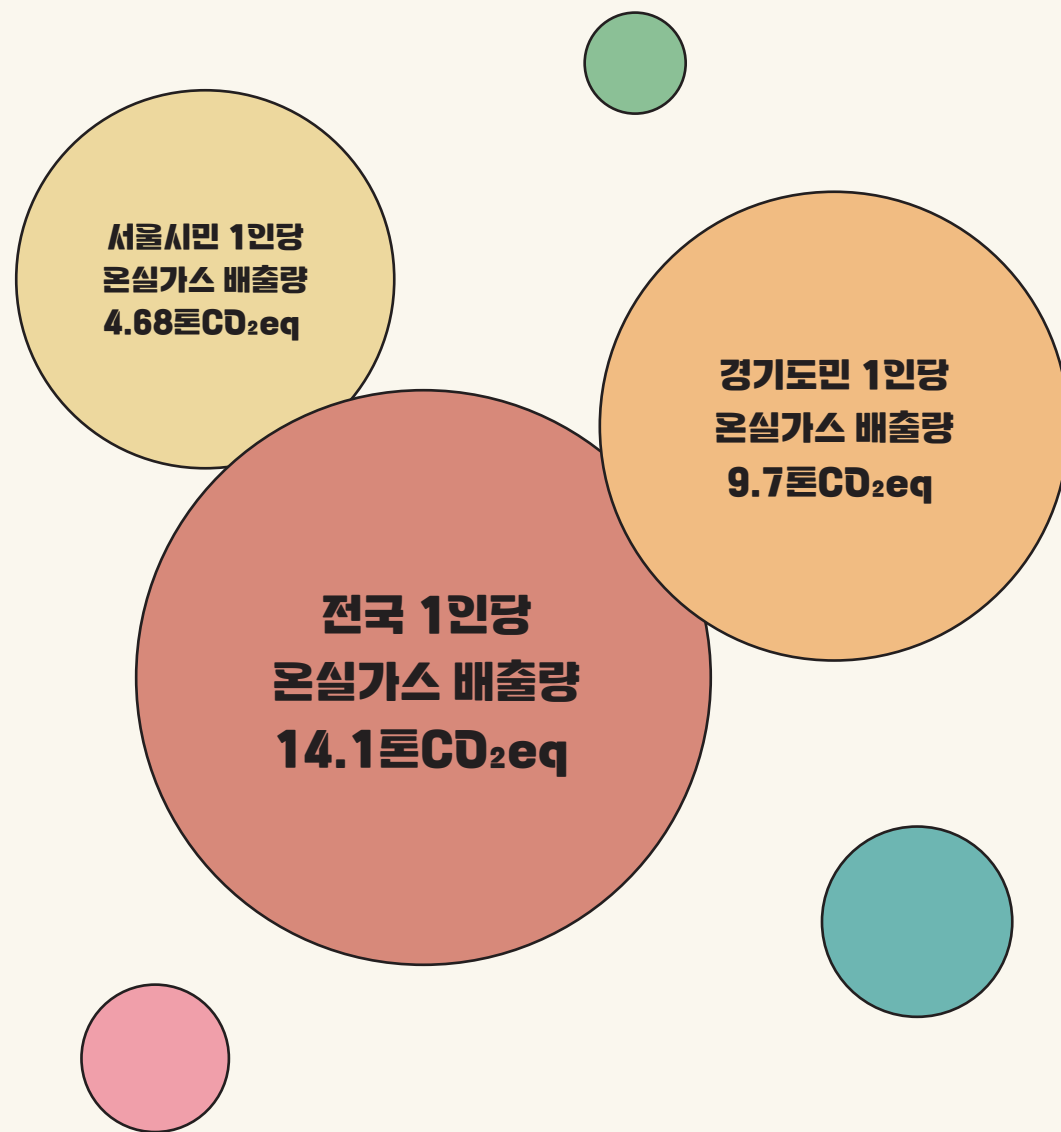 서울시민 1인당
온실가스 배출량
4.68톤CO₂eq
경기도민 1인당
온실가스 배출량
9.7톤CO₂eq
전국 1인당
온실가스 배출량
14.1톤CO₂eq